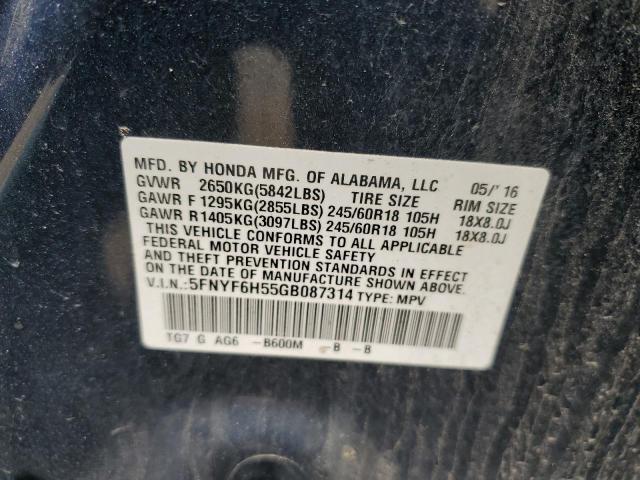 MFD. BY HONDA MFG. OF ALABAMA, LLC 05/'16
GVWR 2650KG(5842LBS) TIRE SIZE RIM SIZE
GAWR F 1295KG(2855LBS) 245/60R18 105H 18X8.0J
GAWR R 1405KG(3097LBS) 245/60R18 105H 18X8.0J
THIS VEHICLE CONFORMS TO ALL APPLICABLE
FEDERAL MOTOR VEHICLE SAFETY
AND THEFT PREVENTION STANDARDS IN EFFECT
ON THE DATE OF MANUFACTURE SHOWN ABOVE.
V.I.N.:5FNYF6H55GB087314 TYPE: MPV
TG7 G AG6 -B600M -B -B